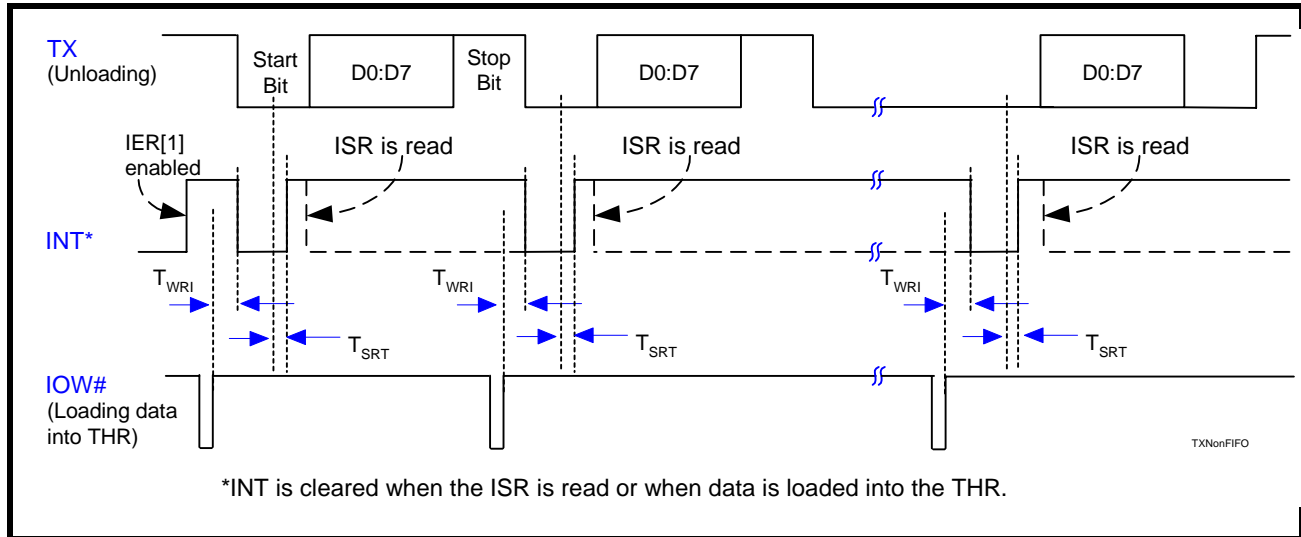 TX
(Unloading)
Start
Bit
D0:D7
Stop
Bit
D0:D7
D0:D7
IER[1]
enabled
ISR is read
ISR is read
ISR is read
INT*
TWRI
TWRI
TWRI
TSRT
TSRT
TSRT
IOW#
(Loading data
into THR)
TXNonFIFO
*INT is cleared when the ISR is read or when data is loaded into the THR.